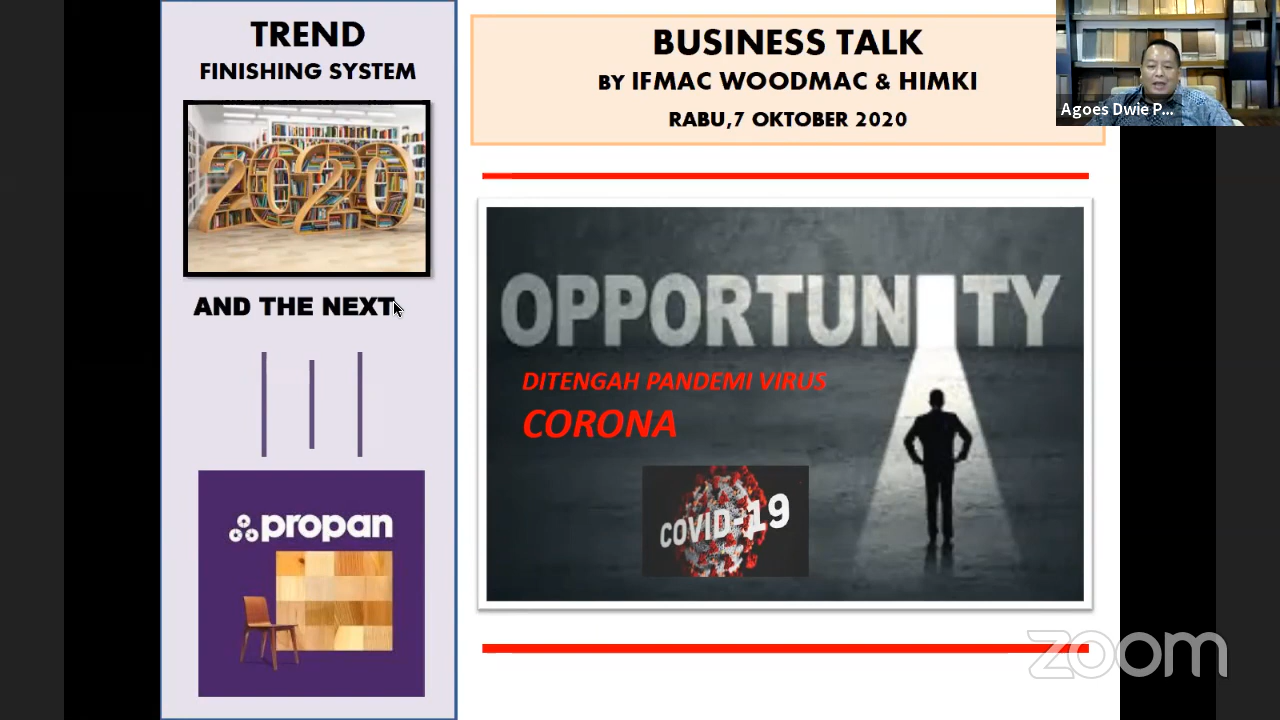 TREND
FINISHING SYSTEM
2020
AND THE NEXT
propan
BUSINESS TALK
BY IFMAC WOODMAC & HIMKI
RABU,7 OKTOBER 2020
OPPORTUNITY
DITENGAH PANDEMI VIRUS
CORONA
COVID-19
Agoes Dwie P...
zoom